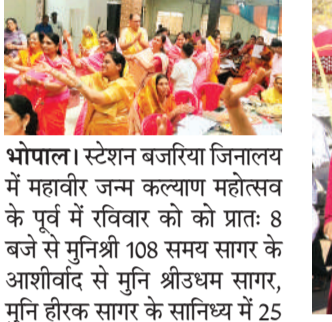 भोपाल। स्टेशन बजरिया जिनालय
में महावीर जन्म कल्याण महोत्सव
के पूर्व में रविवार को को प्रातः 8
बजे से मुनिश्री 108 समय सागर के
आशीर्वाद से मुनि श्रीउधम सागर,
मुनि हीरक सागर के सानिध्य में 25